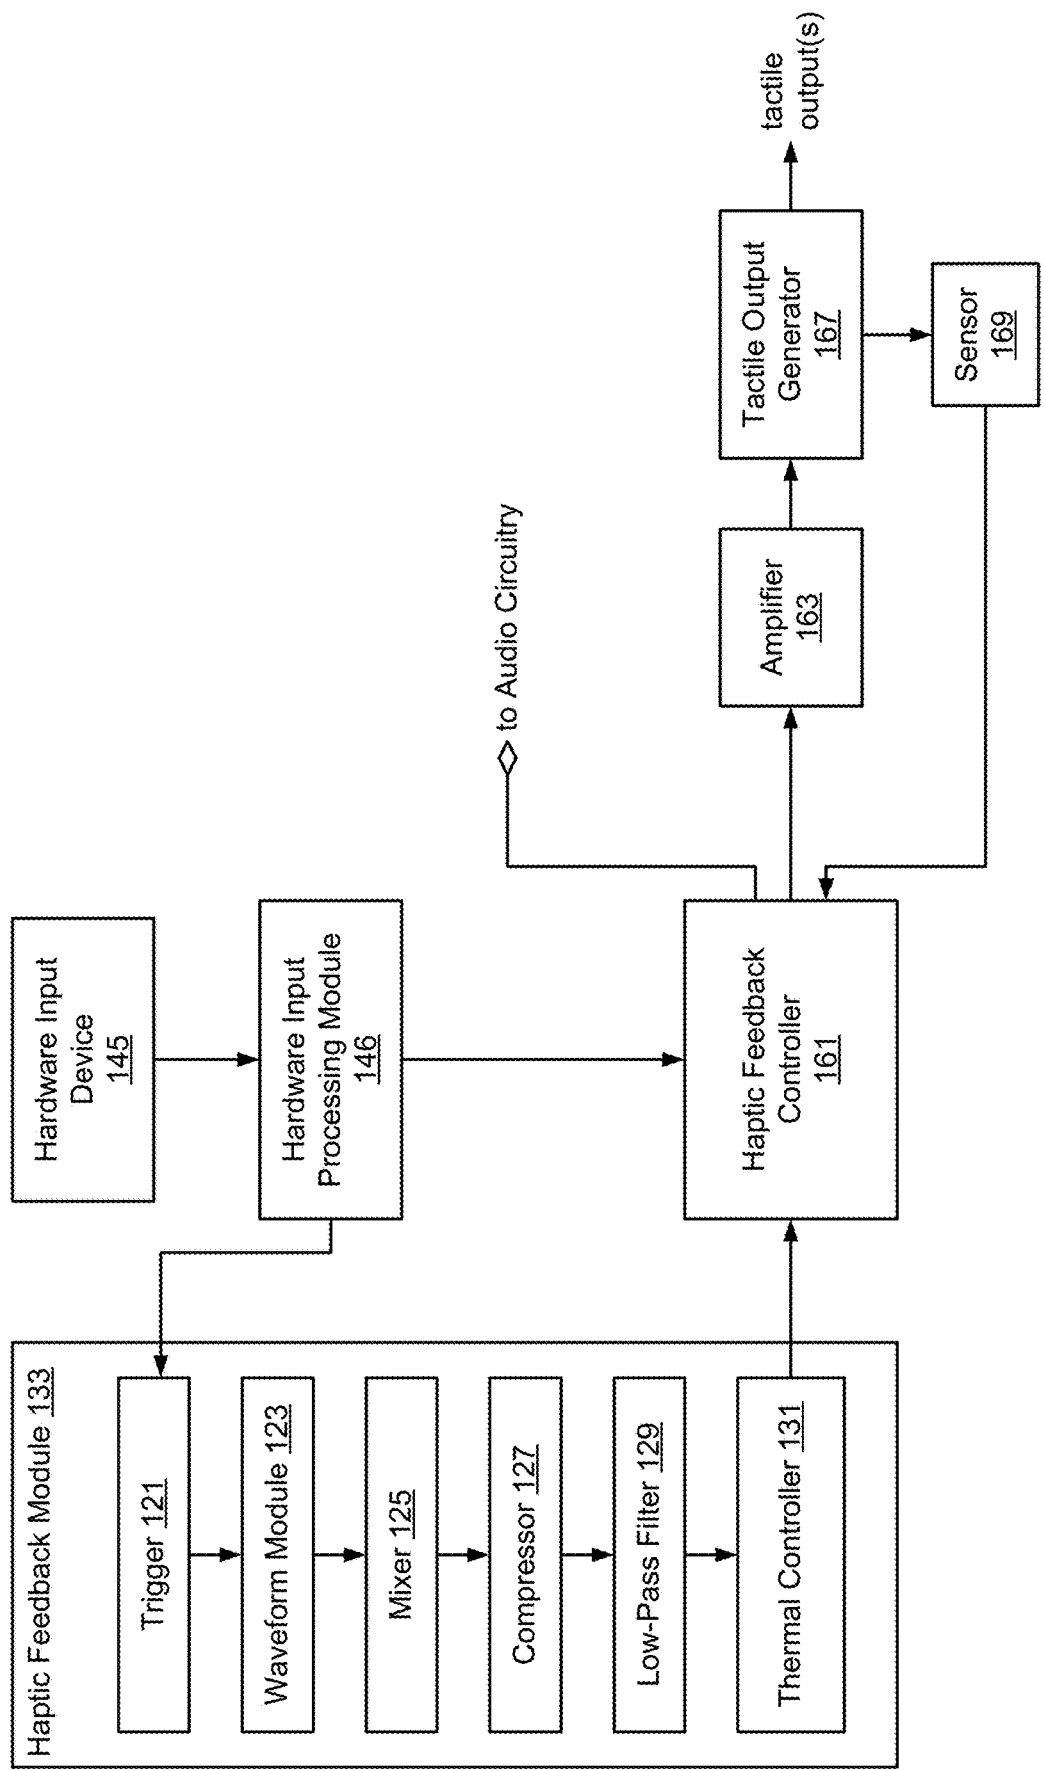 Haptic Feedback Module 133
Trigger 121
Waveform Module 123
Mixer 125
Compressor 127
Low-Pass Filter 129
Thermal Controller 131
Hardware Input
Device
145
Hardware Input
Processing Module
146
Haptic Feedback
Controller
161
to Audio Circuitry
Amplifier
163
Tactile Output
Generator
167
Sensor
169
tactile
output(s)